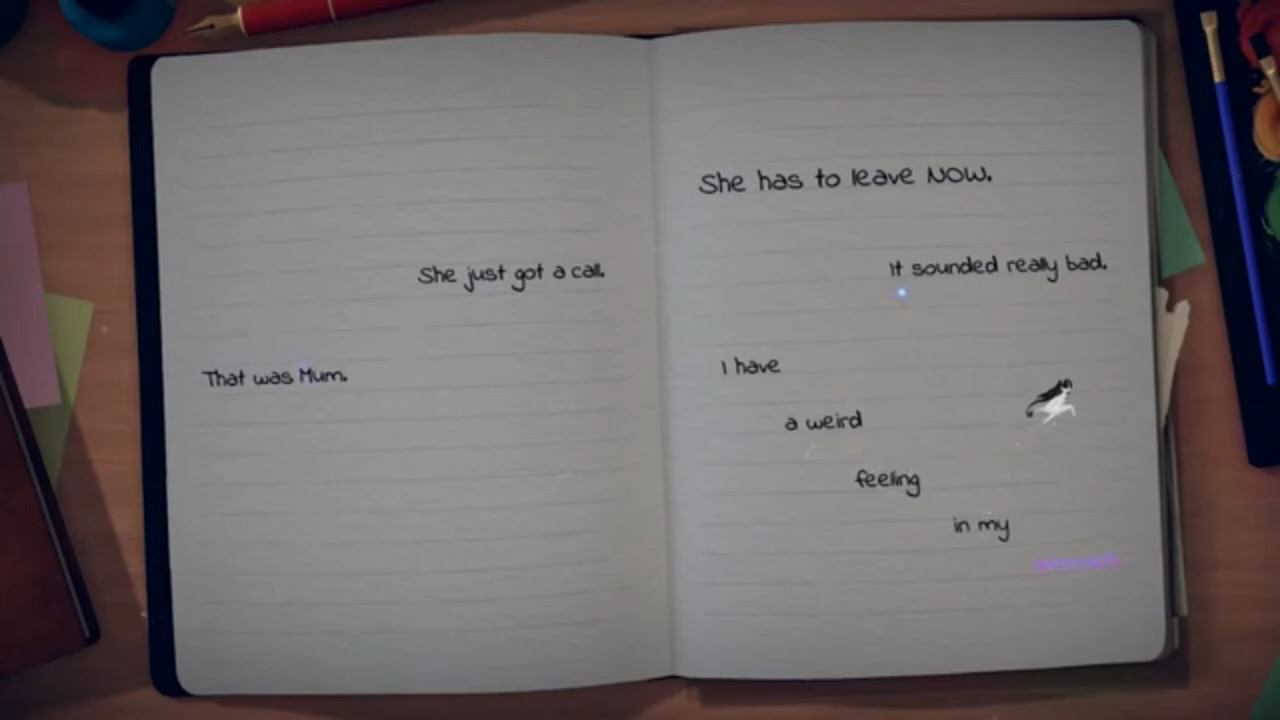 That was Mum.
She just got a call.
She has to leave NOW.
It sounded really bad.
I have
a weird
feeling
in my